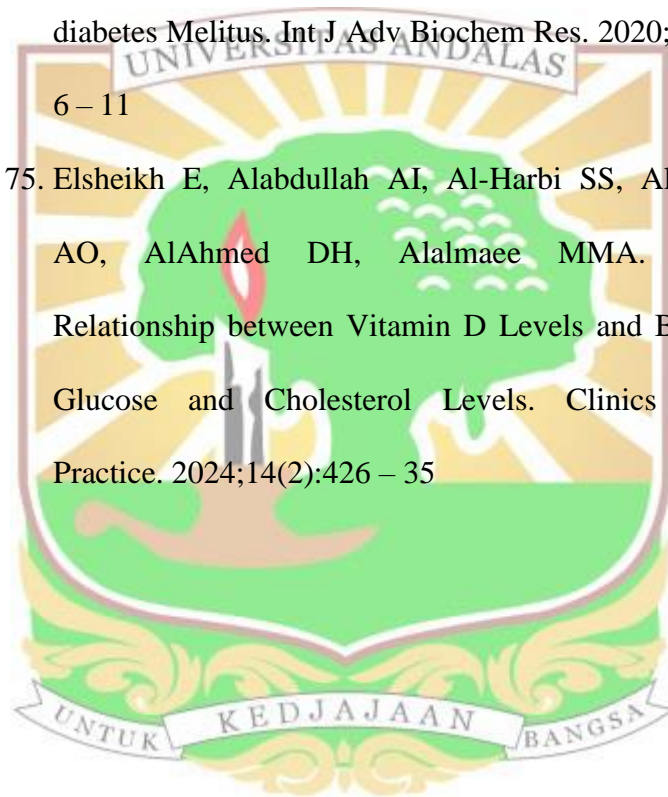 diabetes Melitus. Int J Adv Biochem Res. 2020;
UNIVERSITAS ANDALAS
6 – 11
75. Elsheikh E, Alabdullah AI, Al-Harbi SS,
AO, AlAhmed DH, Alalmaee MMA.
Relationship between Vitamin D Levels and
Glucose and Cholesterol Levels. Clinics
Practice. 2024;14(2):426 – 35
UNTUK KEDJAJAAN BANGSA